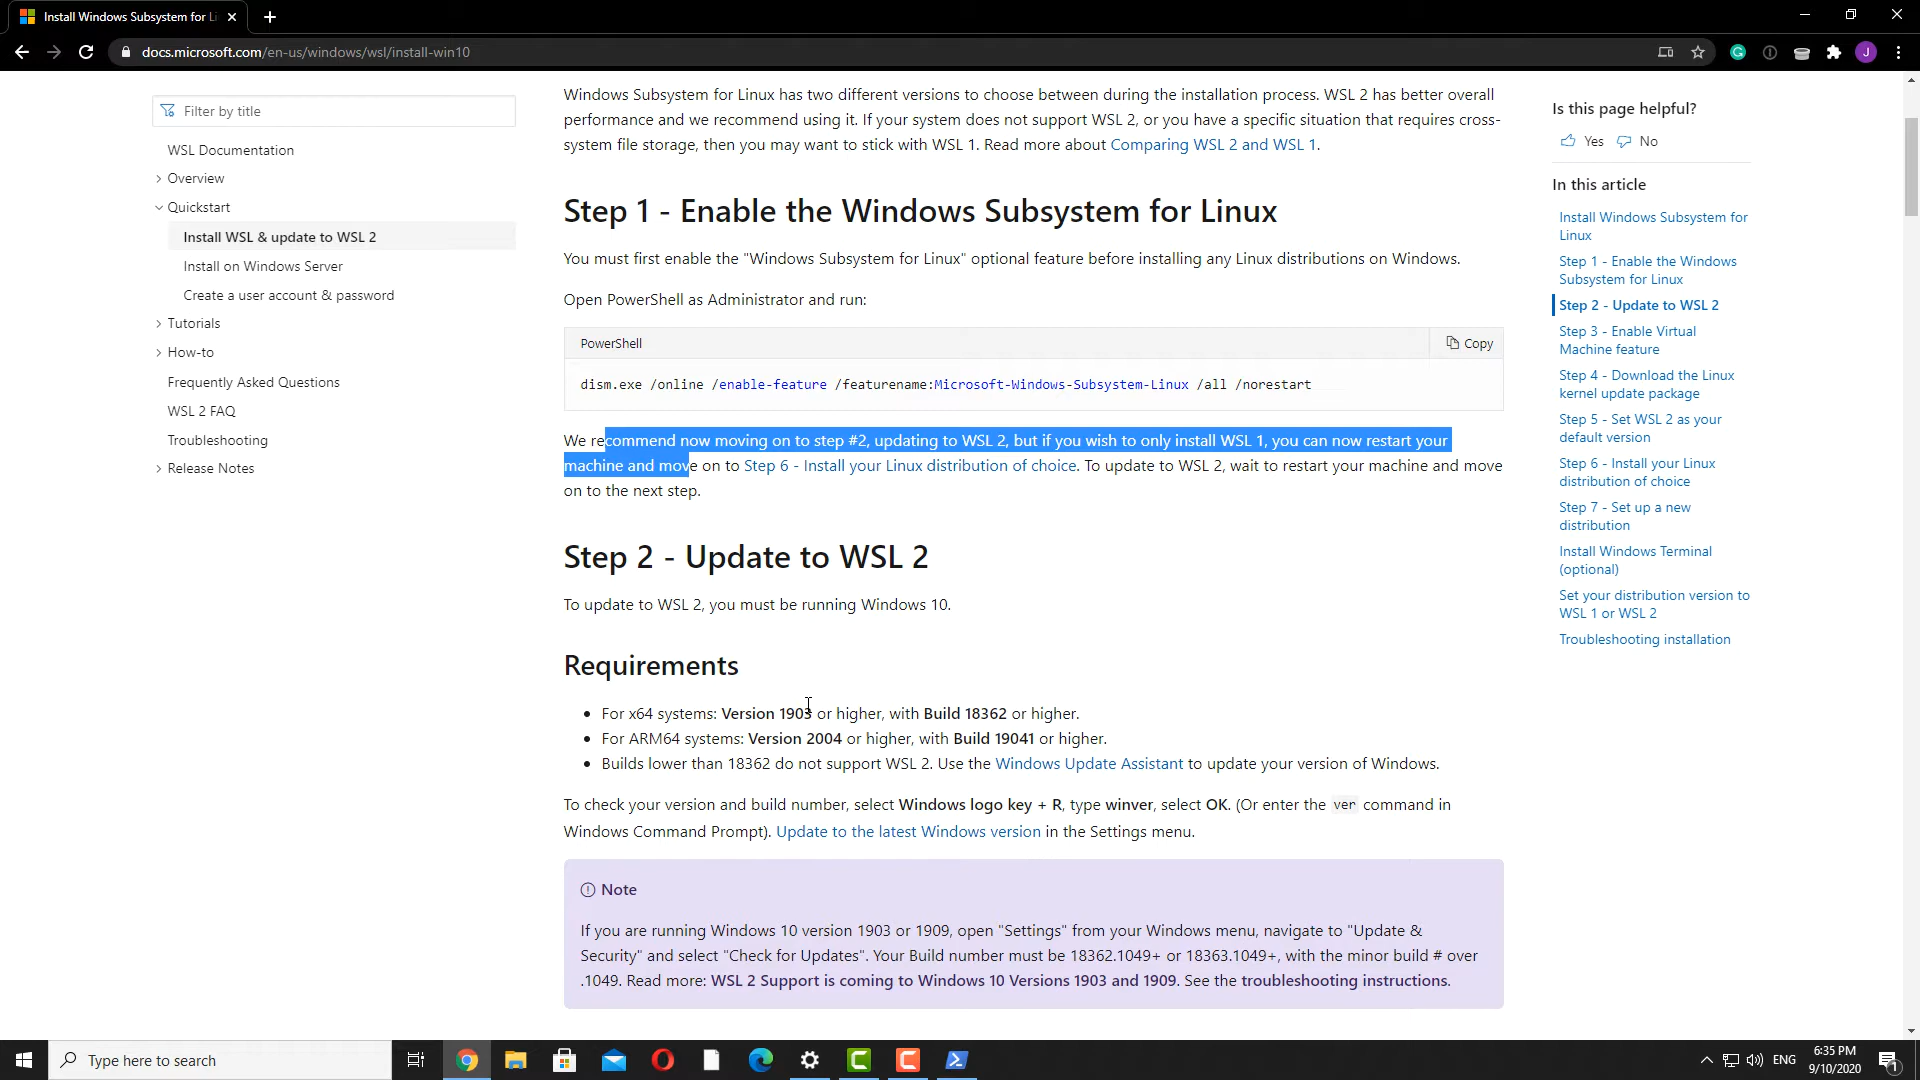 Install Windows Subsystem for Li
docs.microsoft.com/en-us/windows/wsl/install-win10
J
Filter by title
WSL Documentation
Overview
Quickstart
Install WSL & update to WSL 2
Install on Windows Server
Create a user account & password
Tutorials
How-to
Frequently Asked Questions
WSL 2 FAQ
Troubleshooting
Release Notes
Windows Subsystem for Linux has two different versions to choose between during the installation process. WSL 2 has better overall
performance and we recommend using it. If your system does not support WSL 2, or you have a specific situation that requires cross-
system file storage, then you may want to stick with WSL 1. Read more about Comparing WSL 2 and WSL 1.
Step 1 - Enable the Windows Subsystem for Linux
You must first enable the "Windows Subsystem for Linux" optional feature before installing any Linux distributions on Windows.
Open PowerShell as Administrator and run:
PowerShell
Copy
dism.exe /online /enable-feature /featurename:Microsoft-Windows-Subsystem-Linux /all /norestart
We recommend now moving on to step #2, updating to WSL 2, but if you wish to only install WSL 1, you can now restart your
machine and move on to Step 6 - Install your Linux distribution of choice. To update to WSL 2, wait to restart your machine and move
on to the next step.
Step 2 - Update to WSL 2
To update to WSL 2, you must be running Windows 10.
Requirements
For x64 systems: Version 1903 or higher, with Build 18362 or higher.
For ARM64 systems: Version 2004 or higher, with Build 19041 or higher.
Builds lower than 18362 do not support WSL 2. Use the Windows Update Assistant to update your version of Windows.
To check your version and build number, select Windows logo key + R, type winver, select OK. (Or enter the ver command in
Windows Command Prompt). Update to the latest Windows version in the Settings menu.
Note
If you are running Windows 10 version 1903 or 1909, open "Settings" from your Windows menu, navigate to "Update &
Security" and select "Check for Updates". Your Build number must be 18362.1049+ or 18363.1049+, with the minor build # over
.1049. Read more: WSL 2 Support is coming to Windows 10 Versions 1903 and 1909. See the troubleshooting instructions.
Is this page helpful?
Yes No
In this article
Install Windows Subsystem for
Linux
Step 1 - Enable the Windows
Subsystem for Linux
Step 2 - Update to WSL 2
Step 3 - Enable Virtual
Machine feature
Step 4 - Download the Linux
kernel update package
Step 5 - Set WSL 2 as your
default version
Step 6 - Install your Linux
distribution of choice
Step 7 - Set up a new
distribution
Install Windows Terminal
(optional)
Set your distribution version to
WSL 1 or WSL 2
Troubleshooting installation
Type here to search
ENG
6:35 PM
9/10/2020
1